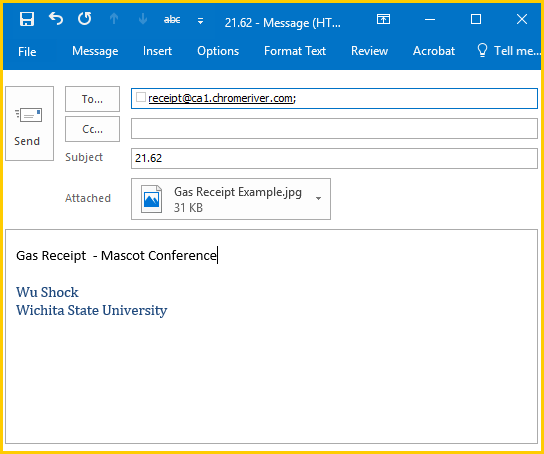 abc 21.62 - Message (HT...
File Message Insert Options Format Text Review Acrobat Tell me...
To... receipt@ca1.chromeriver.com;
Cc...
Send
Subject 21.62
Attached Gas Receipt Example.jpg
31 KB
Gas Receipt - Mascot Conference
Wu Shock
Wichita State University